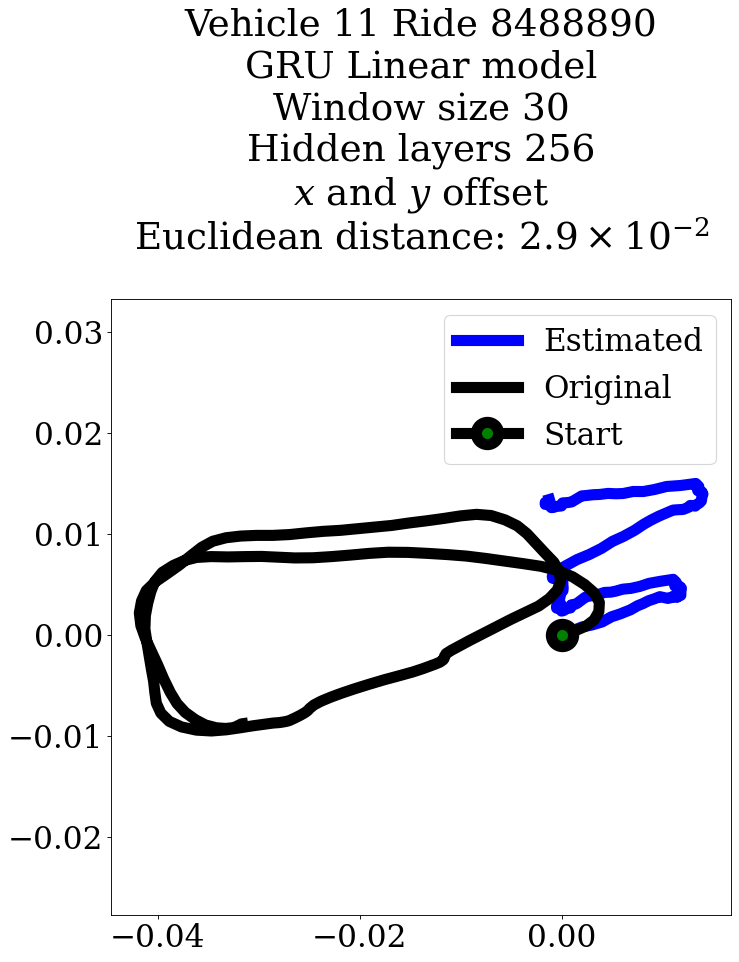 Vehicle 11 Ride 8488890
GRU Linear model
Window size 30
Hidden layers 256
x and y offset
Euclidean distance: 2.9 × 10⁻²
Estimated
Original
Start
0.03
0.02
0.01
0.00
−0.01
−0.02
−0.04
−0.02
0.00